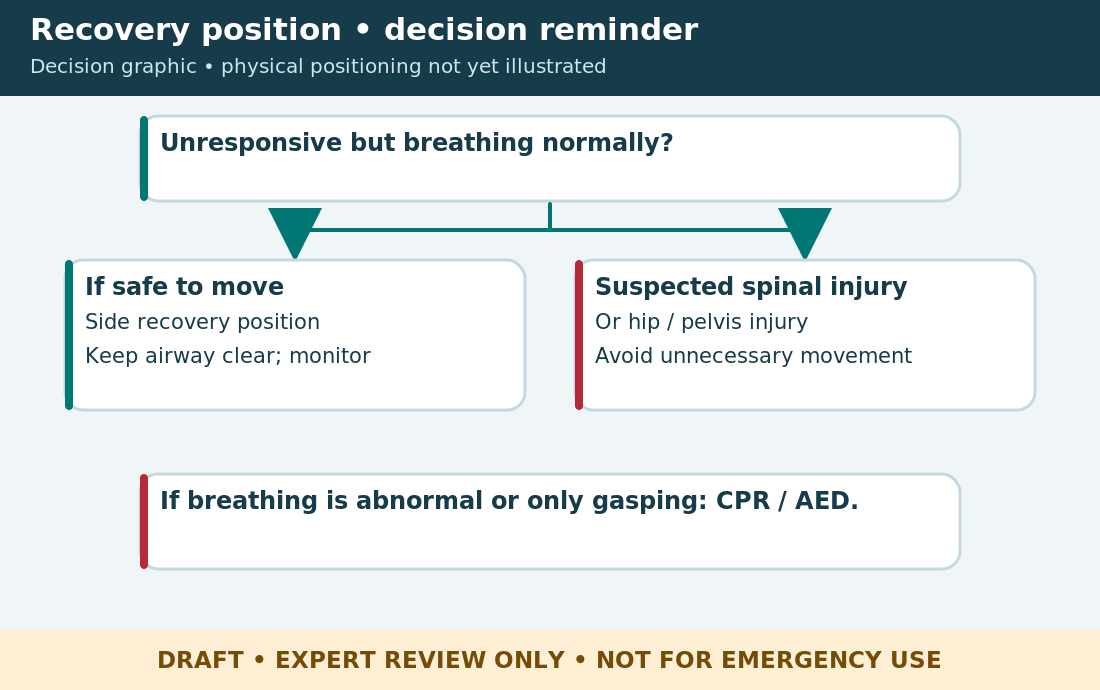 Recovery position • decision reminder
Decision graphic • physical positioning not yet illustrated
Unresponsive but breathing normally?
If safe to move
Side recovery position
Keep airway clear; monitor
Suspected spinal injury
Or hip / pelvis injury
Avoid unnecessary movement
If breathing is abnormal or only gasping: CPR / AED.
DRAFT • EXPERT REVIEW ONLY • NOT FOR EMERGENCY USE